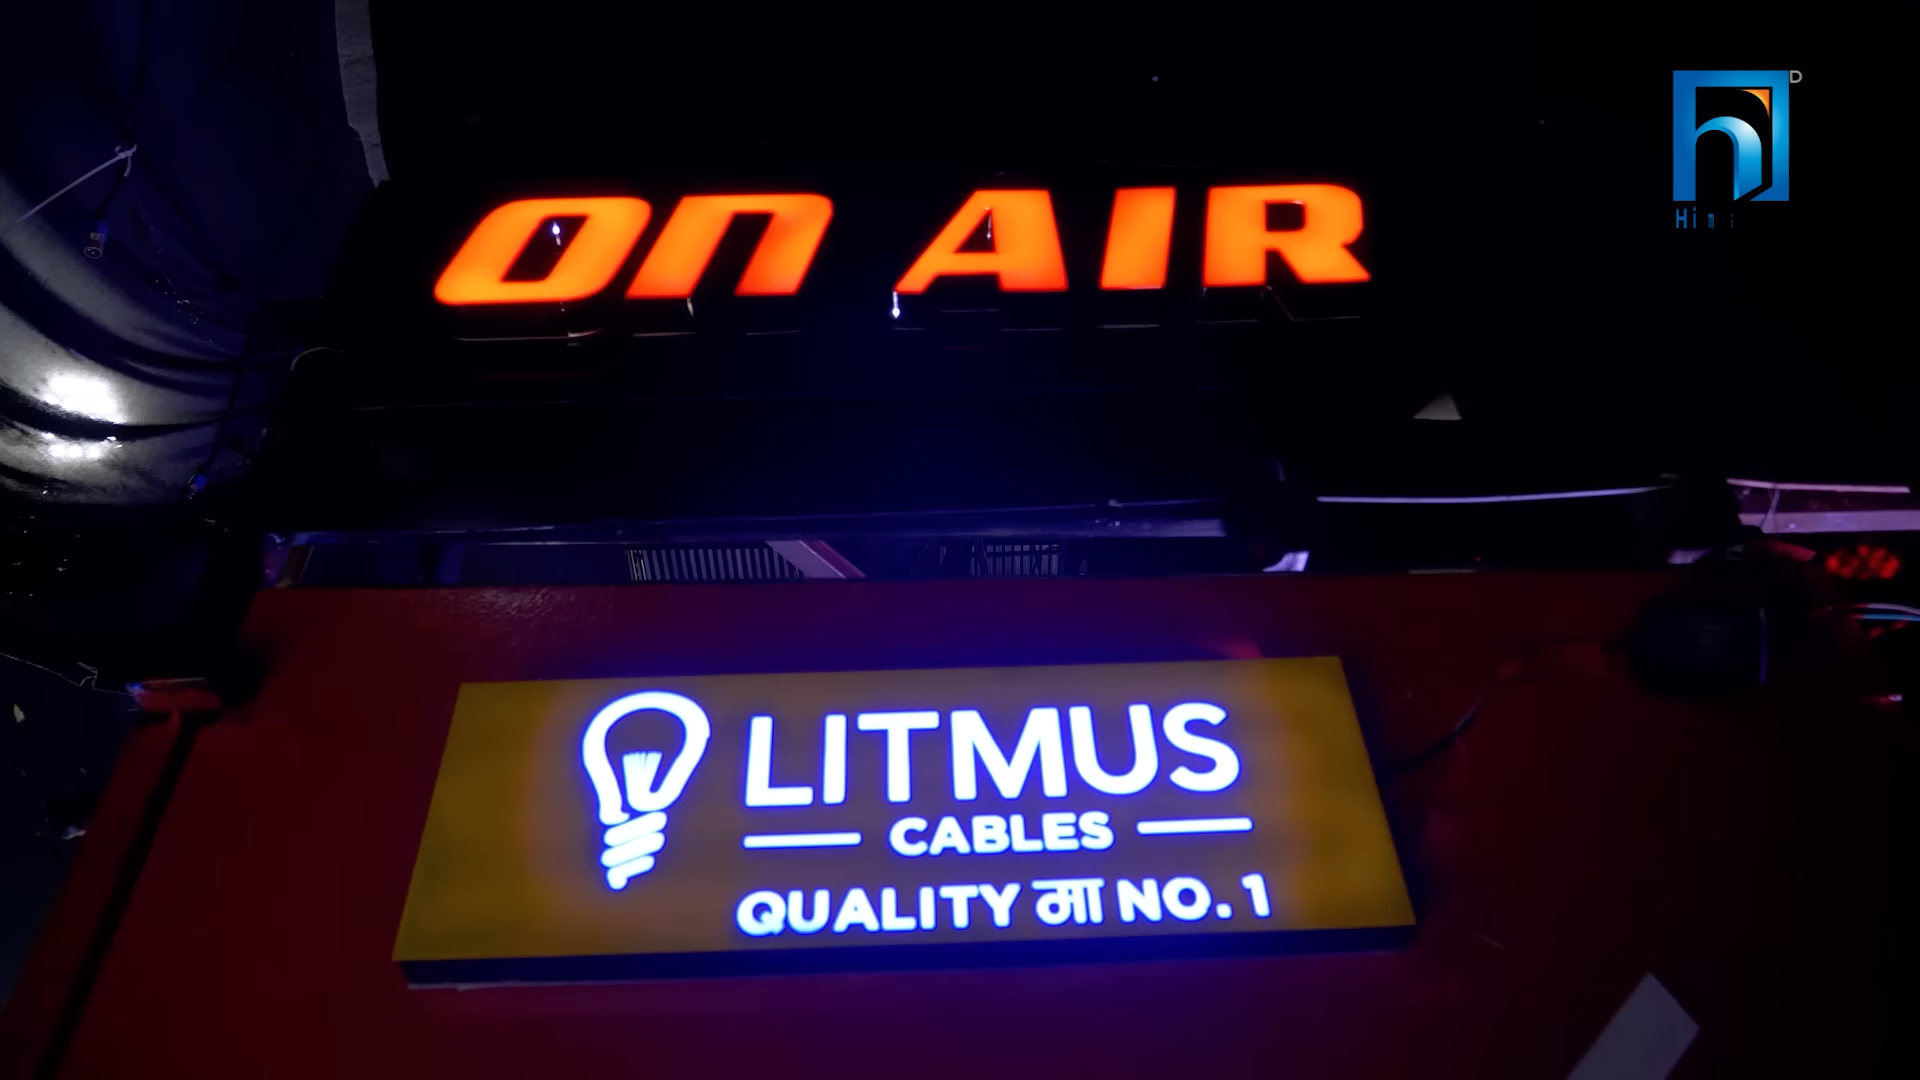 ON AIR
LITMUS
CABLES
QUALITY मा NO. 1